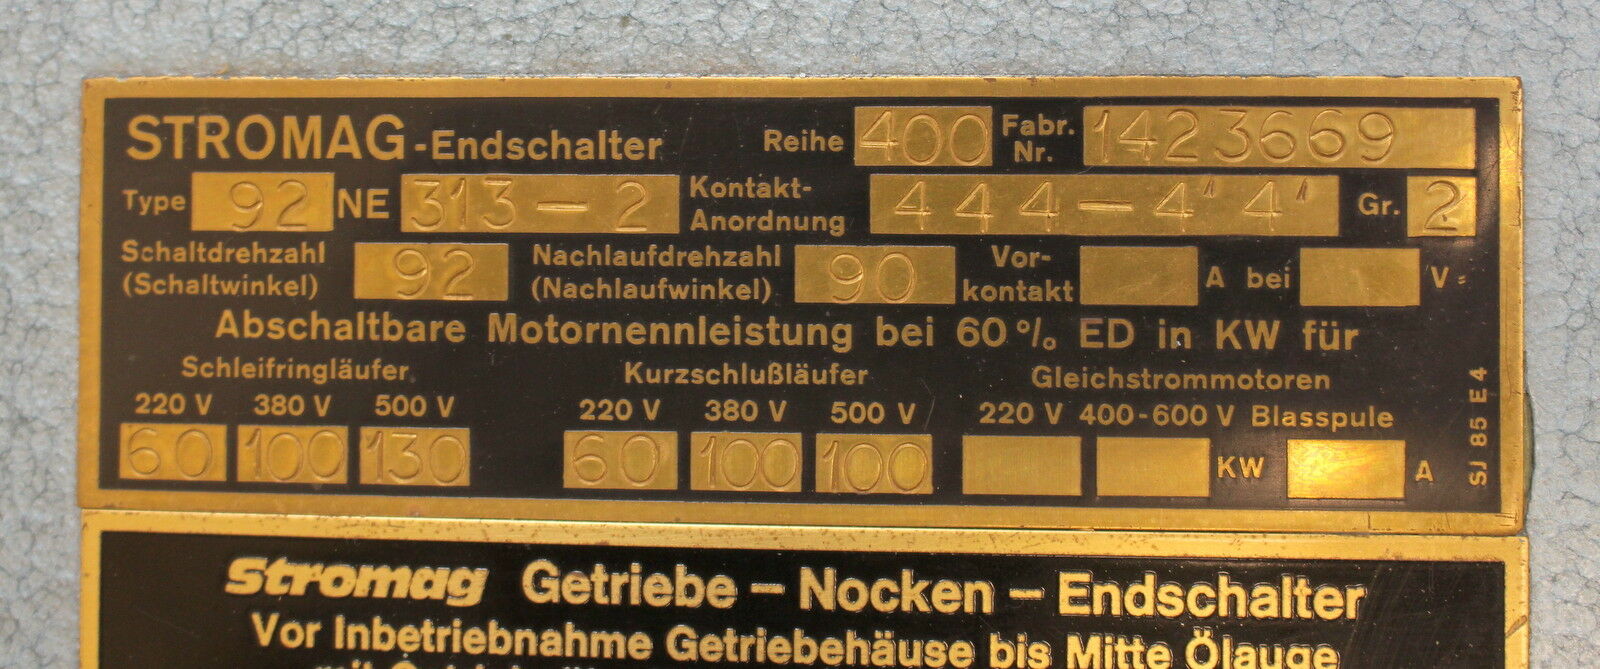 STROMAG-Endschalter Reihe 400 Fabr. Nr. 1423669
Type 92 NE 313-2 Kontakt-Anordnung 444-4'4' Gr. 2
Schaltdrehzahl (Schaltwinkel) 92 Nachlaufdrehzahl (Nachlaufwinkel) 90 Vor-kontakt A bei V=
Abschaltbare Motornennleistung bei 60% ED in KW für
Schleifringläufer Kurzschlußläufer Gleichstrommotoren
220 V 380 V 500 V 220 V 380 V 500 V 220 V 400-600 V Blasspule
60 100 130 60 100 100 KW A
SJ 85 E 4
Stromag Getriebe - Nocken - Endschalter
Vor Inbetriebnahme Getriebehäuse bis Mitte Ölauge